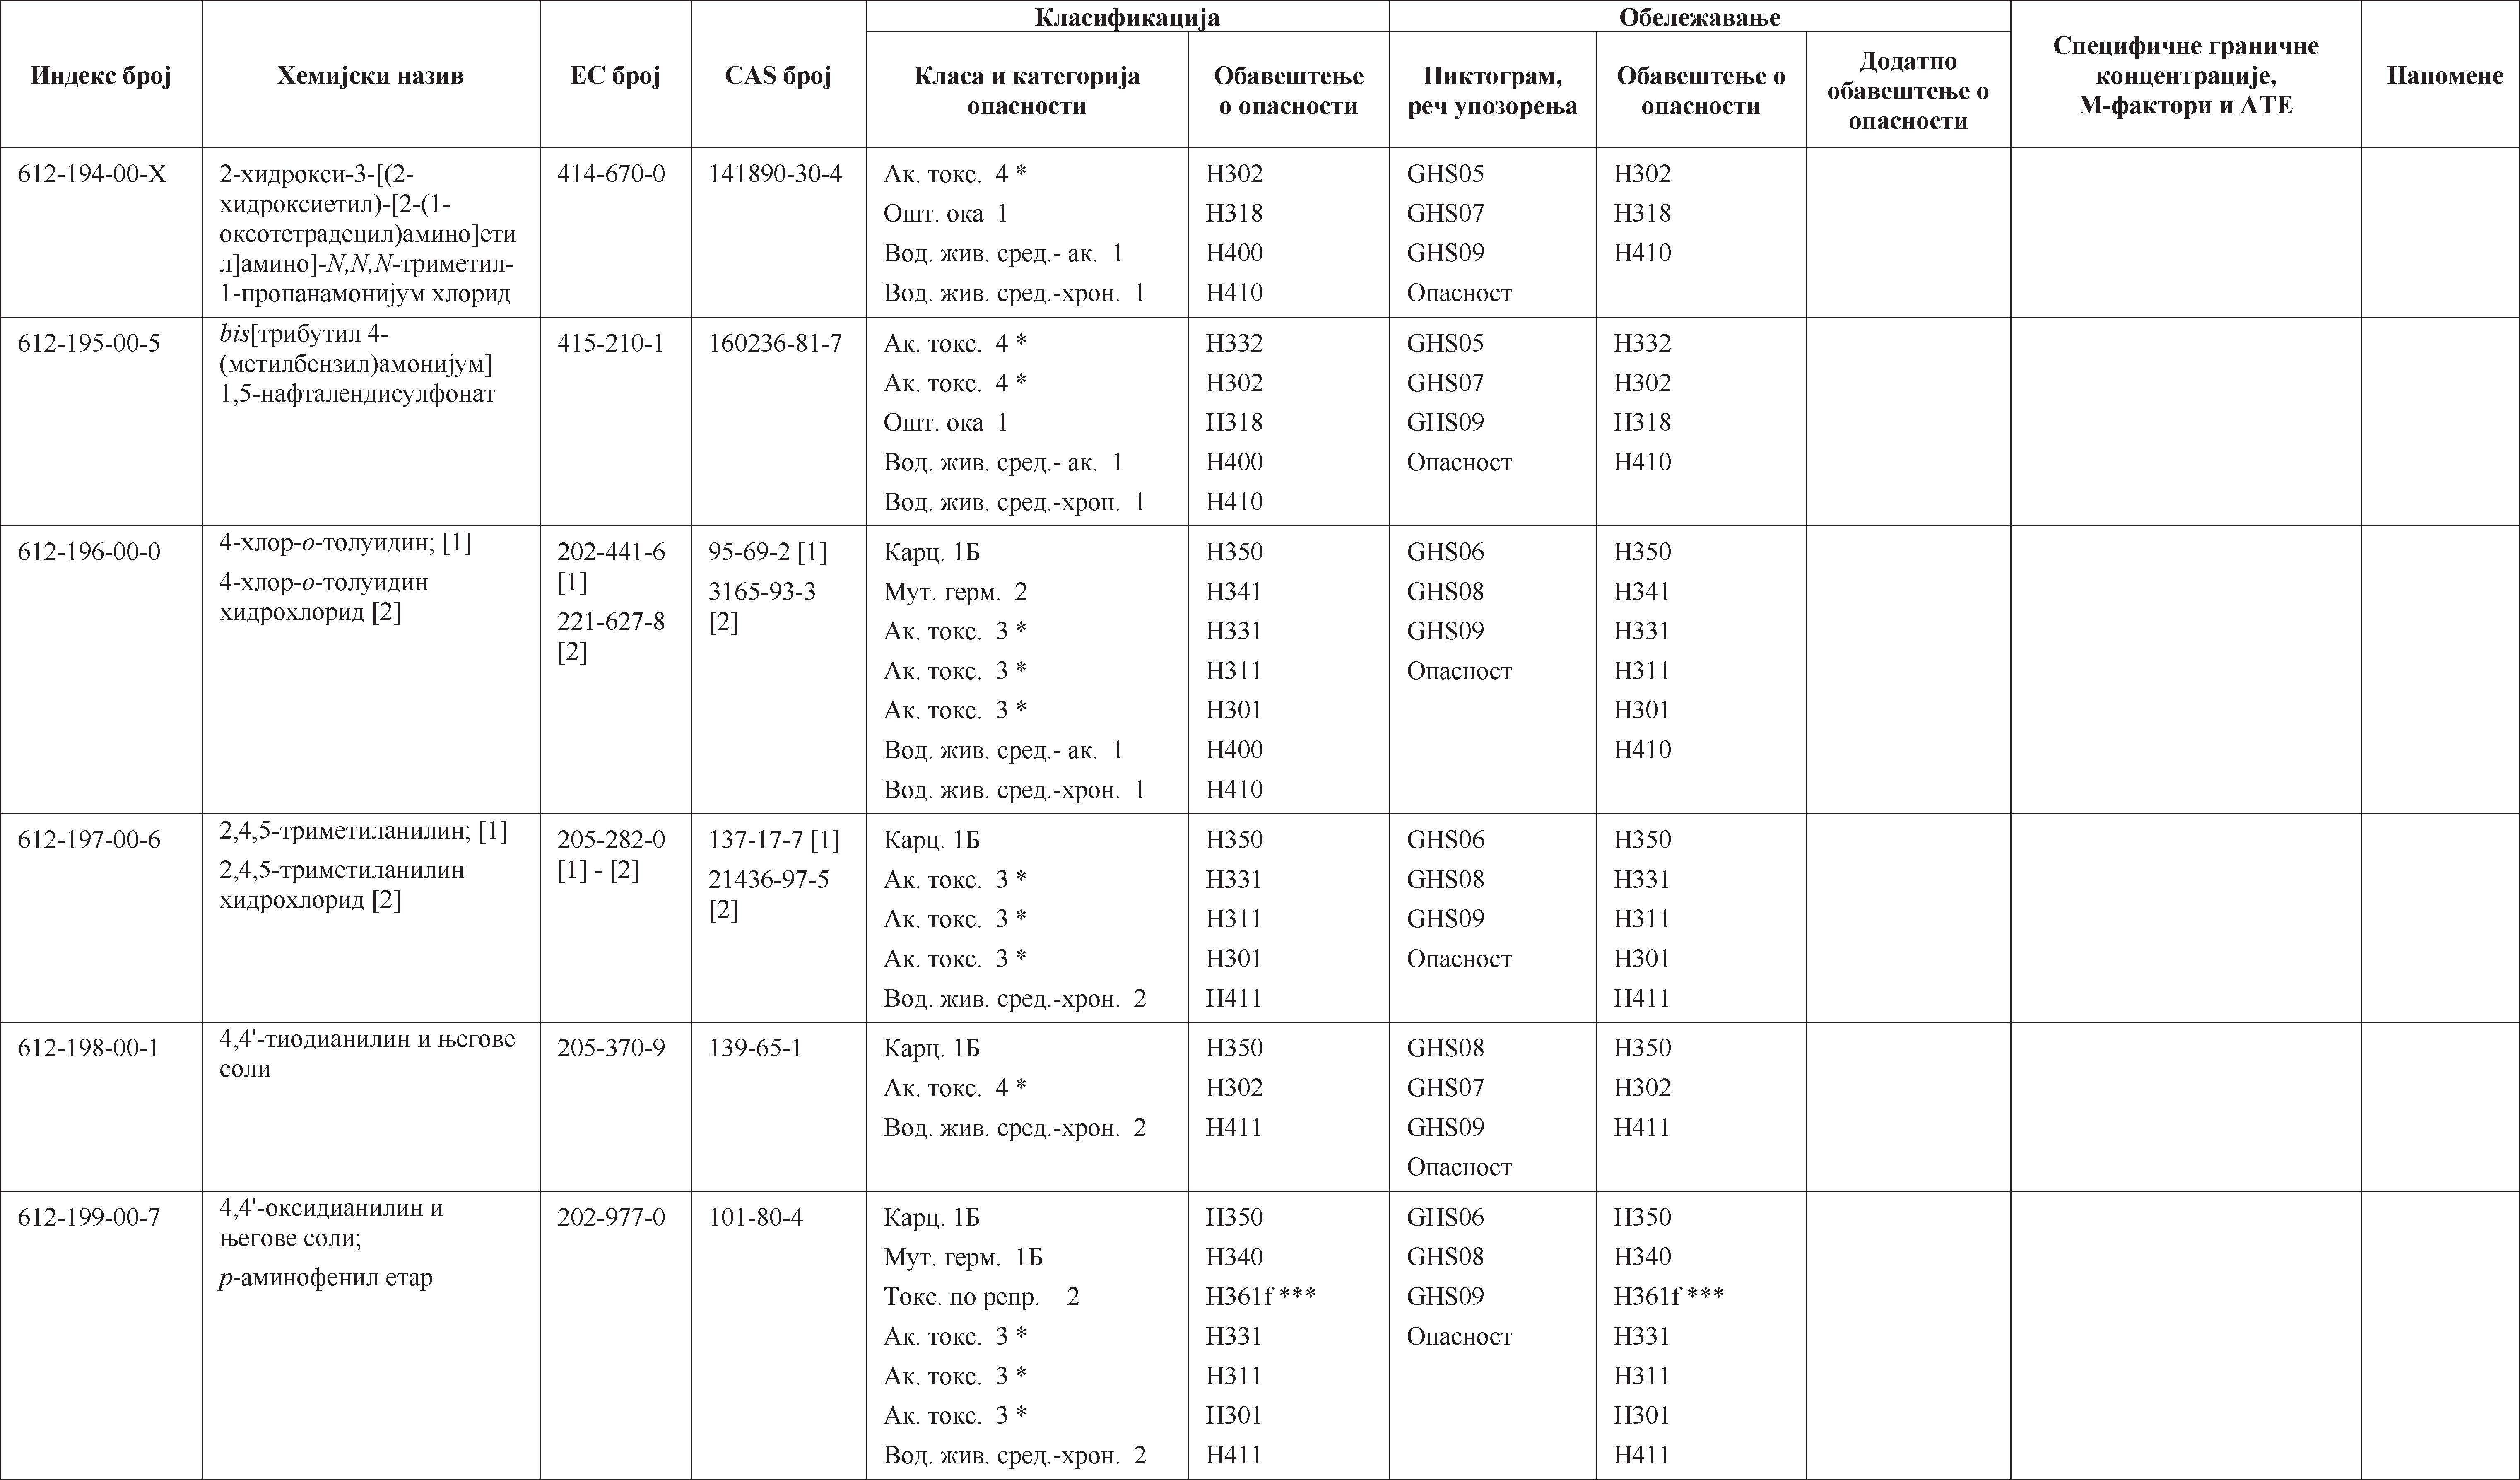 Индекс број
Хемијски назив
ЕС број
CAS број
Класификација
Обележавање
Класа и категорија
опасности
Обавештење
о опасности
Пиктограм,
реч упозорења
Обавештење о
опасности
Додатно
обавештење о
опасности
Специфичне граничне
концентрације,
М-фактори и АТЕ
Напомене
612-194-00-X
2-хидрокси-3-[(2-
хидроксиетил)-[2-(1-
оксотетрадецил)амино]ети
л]амино]-N,N,N-триметил-
1-пропанамонијум хлорид
414-670-0
141890-30-4
Ак. токс. 4 *
Ошт. ока 1
Вод. жив. сред.- ак. 1
Вод. жив. сред.-хрон. 1
H302
H318
H400
H410
GHS05
GHS07
GHS09
Опасност
H302
H318
H410
612-195-00-5
bis[трибутил 4-
(метилбензил)амонијум]
1,5-нафталендисулфонат
415-210-1
160236-81-7
Ак. токс. 4 *
Ак. токс. 4 *
Ошт. ока 1
Вод. жив. сред.- ак. 1
Вод. жив. сред.-хрон. 1
H332
H302
H318
H400
H410
GHS05
GHS07
GHS09
Опасност
H332
H302
H318
H410
612-196-00-0
4-хлор-o-толуидин; [1]
4-хлор-o-толуидин
хидрохлорид [2]
202-441-6
[1]
221-627-8
[2]
95-69-2 [1]
3165-93-3
[2]
Карц. 1Б
Мут. герм. 2
Ак. токс. 3 *
Ак. токс. 3 *
Ак. токс. 3 *
Вод. жив. сред.- ак. 1
Вод. жив. сред.-хрон. 1
H350
H341
H331
H311
H301
H400
H410
GHS06
GHS08
GHS09
Опасност
H350
H341
H331
H311
H301
H410
612-197-00-6
2,4,5-триметиланилин; [1]
2,4,5-триметиланилин
хидрохлорид [2]
205-282-0
[1] - [2]
137-17-7 [1]
21436-97-5
[2]
Карц. 1Б
Ак. токс. 3 *
Ак. токс. 3 *
Ак. токс. 3 *
Вод. жив. сред.-хрон. 2
H350
H331
H311
H301
H411
GHS06
GHS08
GHS09
Опасност
H350
H331
H311
H301
H411
612-198-00-1
4,4'-тиодианилин и његове
соли
205-370-9
139-65-1
Карц. 1Б
Ак. токс. 4 *
Вод. жив. сред.-хрон. 2
H350
H302
H411
GHS08
GHS07
GHS09
Опасност
H350
H302
H411
612-199-00-7
4,4'-оксидианилин и
његове соли;
p-аминофенил етар
202-977-0
101-80-4
Карц. 1Б
Мут. герм. 1Б
Токс. по репр. 2
Ак. токс. 3 *
Ак. токс. 3 *
Ак. токс. 3 *
Вод. жив. сред.-хрон. 2
H350
H340
H361f ***
H331
H311
H301
H411
GHS06
GHS08
GHS09
Опасност
H350
H340
H361f ***
H331
H311
H301
H411